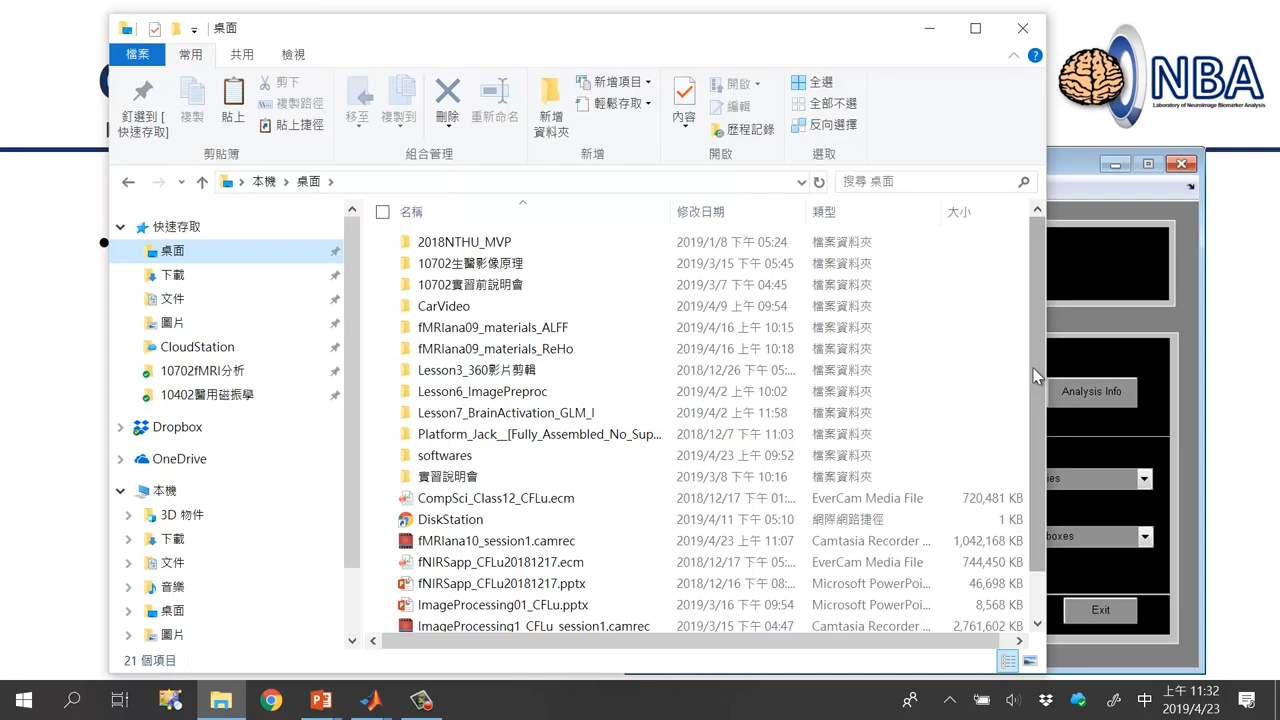 桌面
檔案
常用
共用
檢視
釘選到 [
快速存取]
複製
貼上
剪下
複製路徑
貼上捷徑
剪貼簿
移至
複製到
刪除
重新命名
組合管理
新增
資料夾
新增項目
輕鬆存取
新增
內容
開啟
編輯
歷程記錄
開啟
全選
全部不選
反向選擇
選取
NBA
Laboratory of Neuroimage Biomarker Analysis
本機 桌面
搜尋 桌面
快速存取
桌面
下載
文件
圖片
CloudStation
10702fMRI分析
10402醫用磁振學
Dropbox
OneDrive
本機
3D 物件
下載
文件
音樂
桌面
圖片
名稱 修改日期 類型 大小
2018NTHU_MVP 2019/1/8 下午 05:24 檔案資料夾
10702生醫影像原理 2019/3/15 下午 05:45 檔案資料夾
10702實習前說明會 2019/3/7 下午 04:45 檔案資料夾
CarVideo 2019/4/9 上午 09:54 檔案資料夾
fMRIana09_materials_ALFF 2019/4/16 上午 10:15 檔案資料夾
fMRIana09_materials_ReHo 2019/4/16 上午 10:18 檔案資料夾
Lesson3_360影片剪輯 2018/12/26 下午 05:... 檔案資料夾
Lesson6_ImagePreproc 2019/4/2 上午 10:02 檔案資料夾
Lesson7_BrainActivation_GLM_I 2019/4/2 上午 11:58 檔案資料夾
Platform_Jack__[Fully_Assembled_No_Sup... 2018/12/7 下午 11:03 檔案資料夾
softwares 2019/4/23 上午 09:52 檔案資料夾
實習說明會 2019/3/8 下午 10:16 檔案資料夾
CompSci_Class12_CFLu.ecm 2018/12/17 下午 01:... EverCam Media File 720,481 KB
DiskStation 2019/4/11 下午 05:10 網際網路捷徑 1 KB
fMRIana10_session1.camrec 2019/4/23 上午 11:07 Camtasia Recorder ... 1,042,168 KB
fNIRSapp_CFLu20181217.ecm 2018/12/17 下午 05:... EverCam Media File 744,450 KB
fNIRSapp_CFLu20181217.pptx 2018/12/16 下午 08:... Microsoft PowerPoi... 46,698 KB
ImageProcessing01_CFLu.pptx 2019/3/16 下午 09:54 Microsoft PowerPoi... 8,568 KB
ImageProcessing1_CFLu_session1.camrec 2019/3/15 下午 04:47 Camtasia Recorder ... 2,761,602 KB
21 個項目
Analysis Info
ies
boxes
Exit
中
上午 11:32
2019/4/23